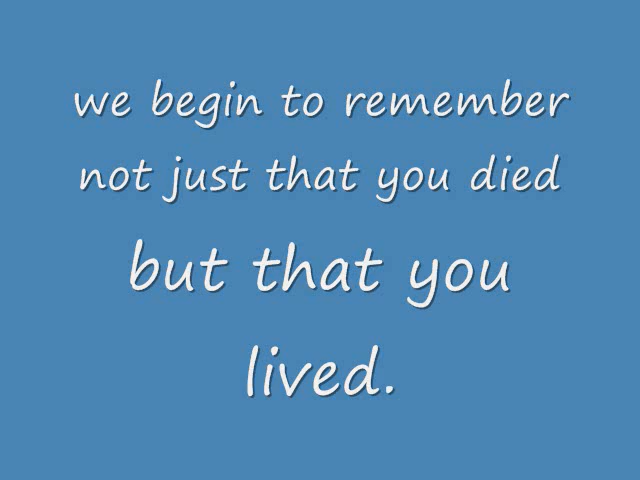 we begin to remember
not just that you died
but that you
lived.